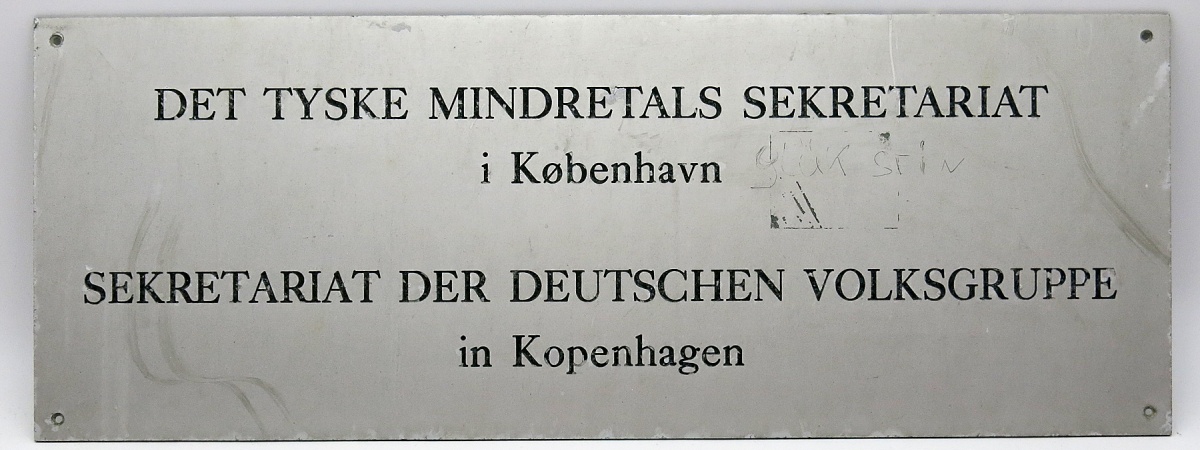 DET TYSKE MINDRETALS SEKRETARIAT
i København
SEKRETARIAT DER DEUTSCHEN VOLKSGRUPPE
in Kopenhagen